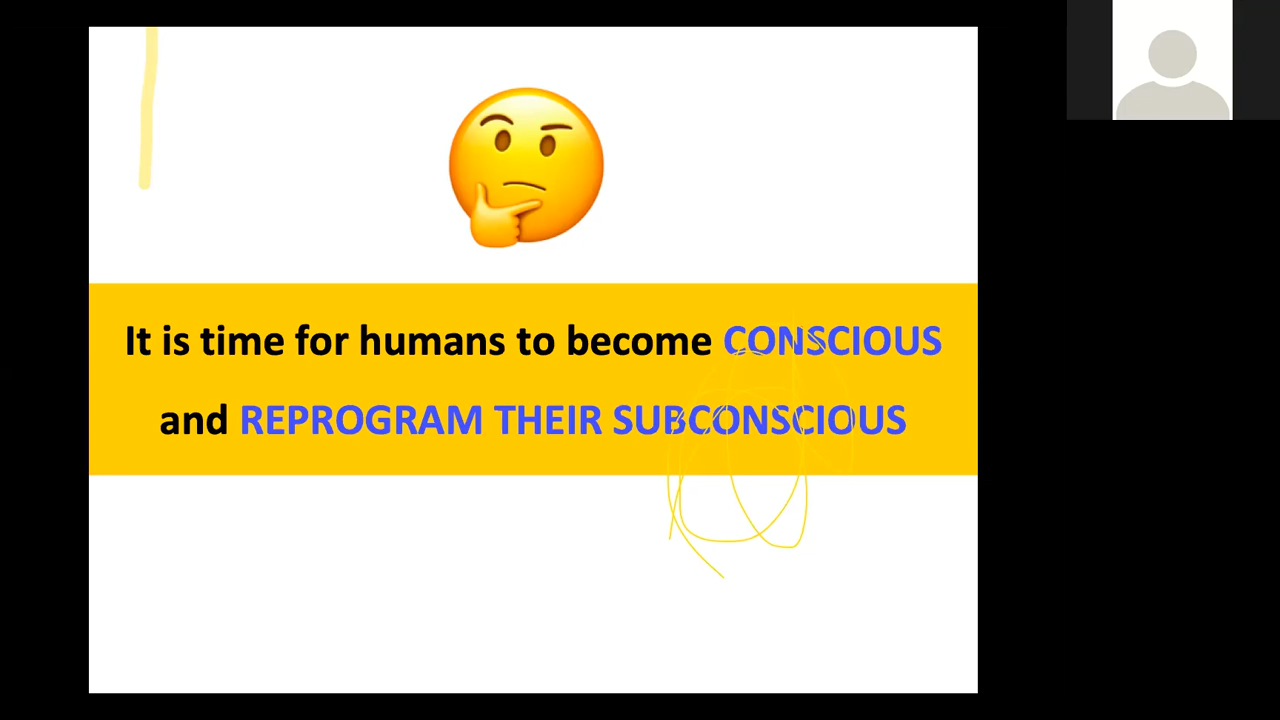 It is time for humans to become CONSCIOUS
and REPROGRAM THEIR SUBCONSCIOUS